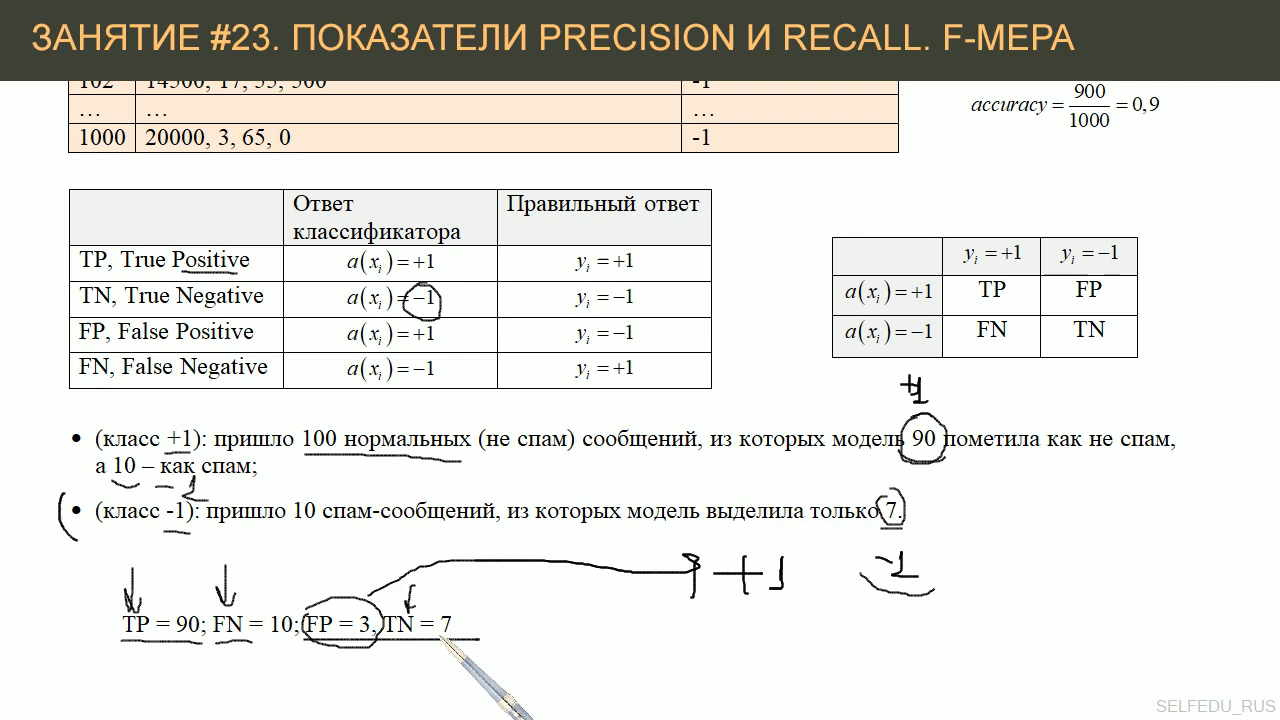 ЗАНЯТИЕ #23. ПОКАЗАТЕЛИ PRECISION И RECALL. F-МЕРА
102 14500, 17, 55, 500 -1
… … …
1000 20000, 3, 65, 0 -1
accuracy = 900/1000 = 0,9
Ответ классификатора Правильный ответ
TP, True Positive a(xi) = +1 yi = +1
TN, True Negative a(xi) = −1 yi = −1
FP, False Positive a(xi) = +1 yi = −1
FN, False Negative a(xi) = −1 yi = +1
yi = +1 yi = −1
a(xi) = +1 TP FP
a(xi) = −1 FN TN
+1
• (класс +1): пришло 100 нормальных (не спам) сообщений, из которых модель 90 пометила как не спам,
а 10 – как спам;
-1
• (класс -1): пришло 10 спам-сообщений, из которых модель выделила только 7.
+1 -1
TP = 90; FN = 10; FP = 3, TN = 7
SELFEDU_RUS